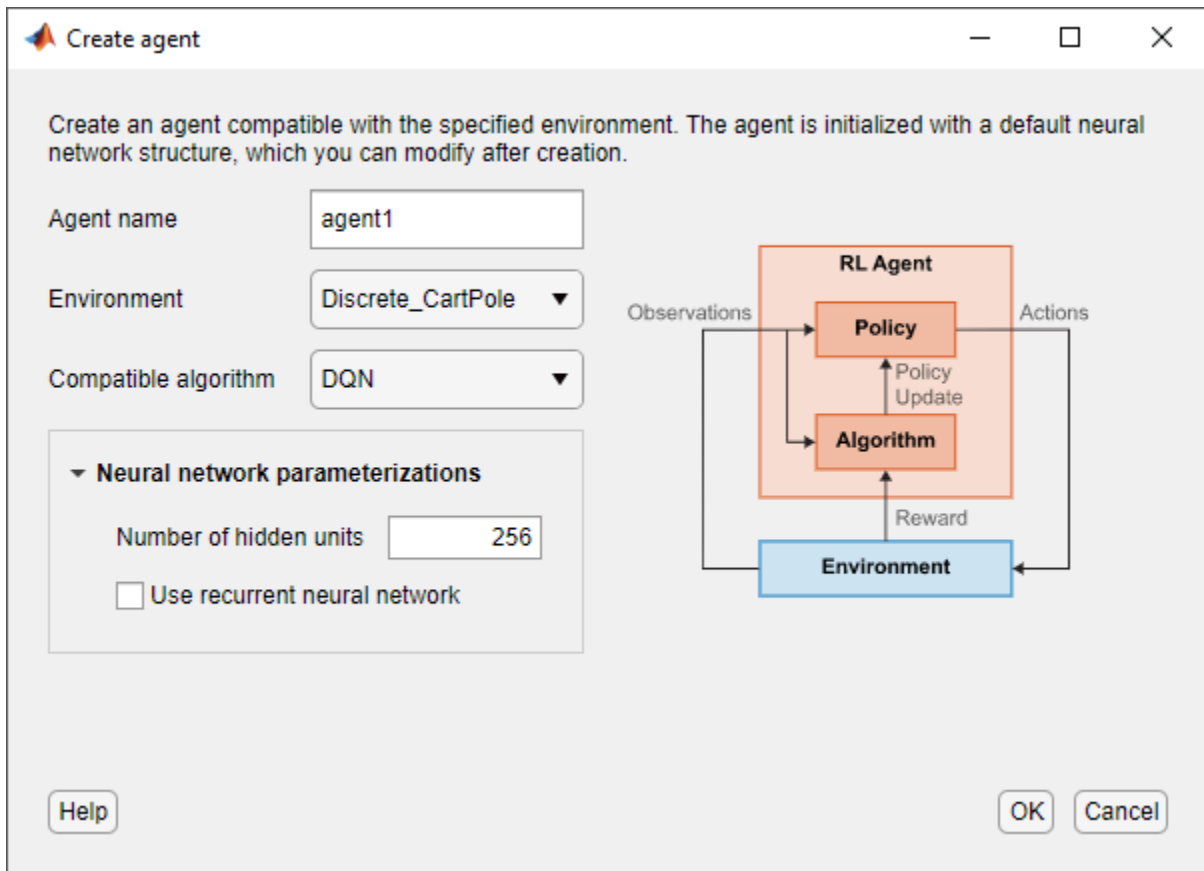 Create agent
Create an agent compatible with the specified environment. The agent is initialized with a default neural
network structure, which you can modify after creation.
Agent name
agent1
Environment
Discrete_CartPole
Compatible algorithm
DQN
Neural network parameterizations
Number of hidden units
256
Use recurrent neural network
RL Agent
Observations
Policy
Actions
Policy
Update
Algorithm
Reward
Environment
Help
OK
Cancel